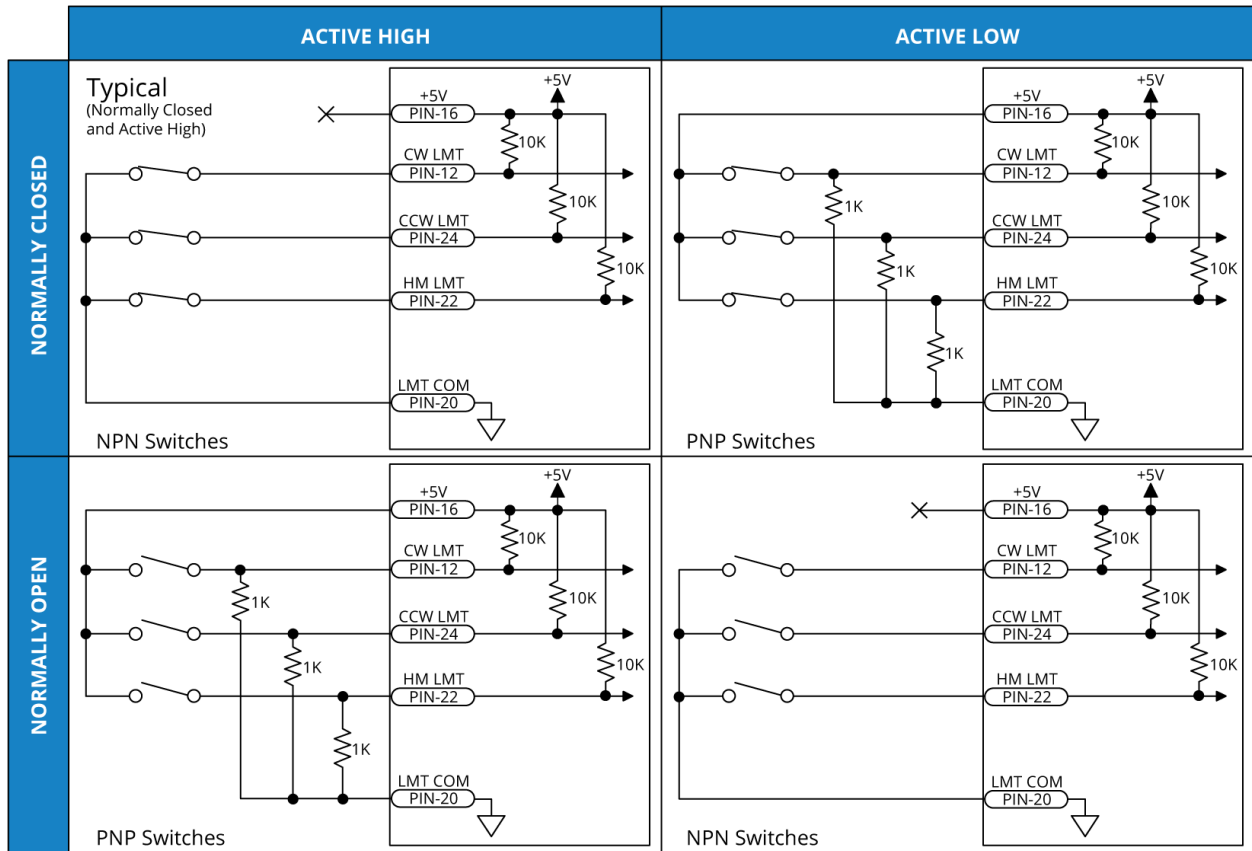 ACTIVE HIGH
ACTIVE LOW
NORMALLY CLOSED
Typical
(Normally Closed
and Active High)
+5V
+5V
PIN-16
10K
CW LMT
PIN-12
10K
CCW LMT
PIN-24
10K
HM LMT
PIN-22
LMT COM
PIN-20
NPN Switches
+5V
+5V
PIN-16
10K
CW LMT
PIN-12
10K
1K
CCW LMT
PIN-24
1K
10K
HM LMT
PIN-22
1K
LMT COM
PIN-20
PNP Switches
NORMALLY OPEN
+5V
+5V
PIN-16
10K
CW LMT
PIN-12
10K
1K
CCW LMT
PIN-24
1K
10K
HM LMT
PIN-22
1K
LMT COM
PIN-20
PNP Switches
+5V
+5V
PIN-16
10K
CW LMT
PIN-12
10K
CCW LMT
PIN-24
10K
HM LMT
PIN-22
LMT COM
PIN-20
NPN Switches